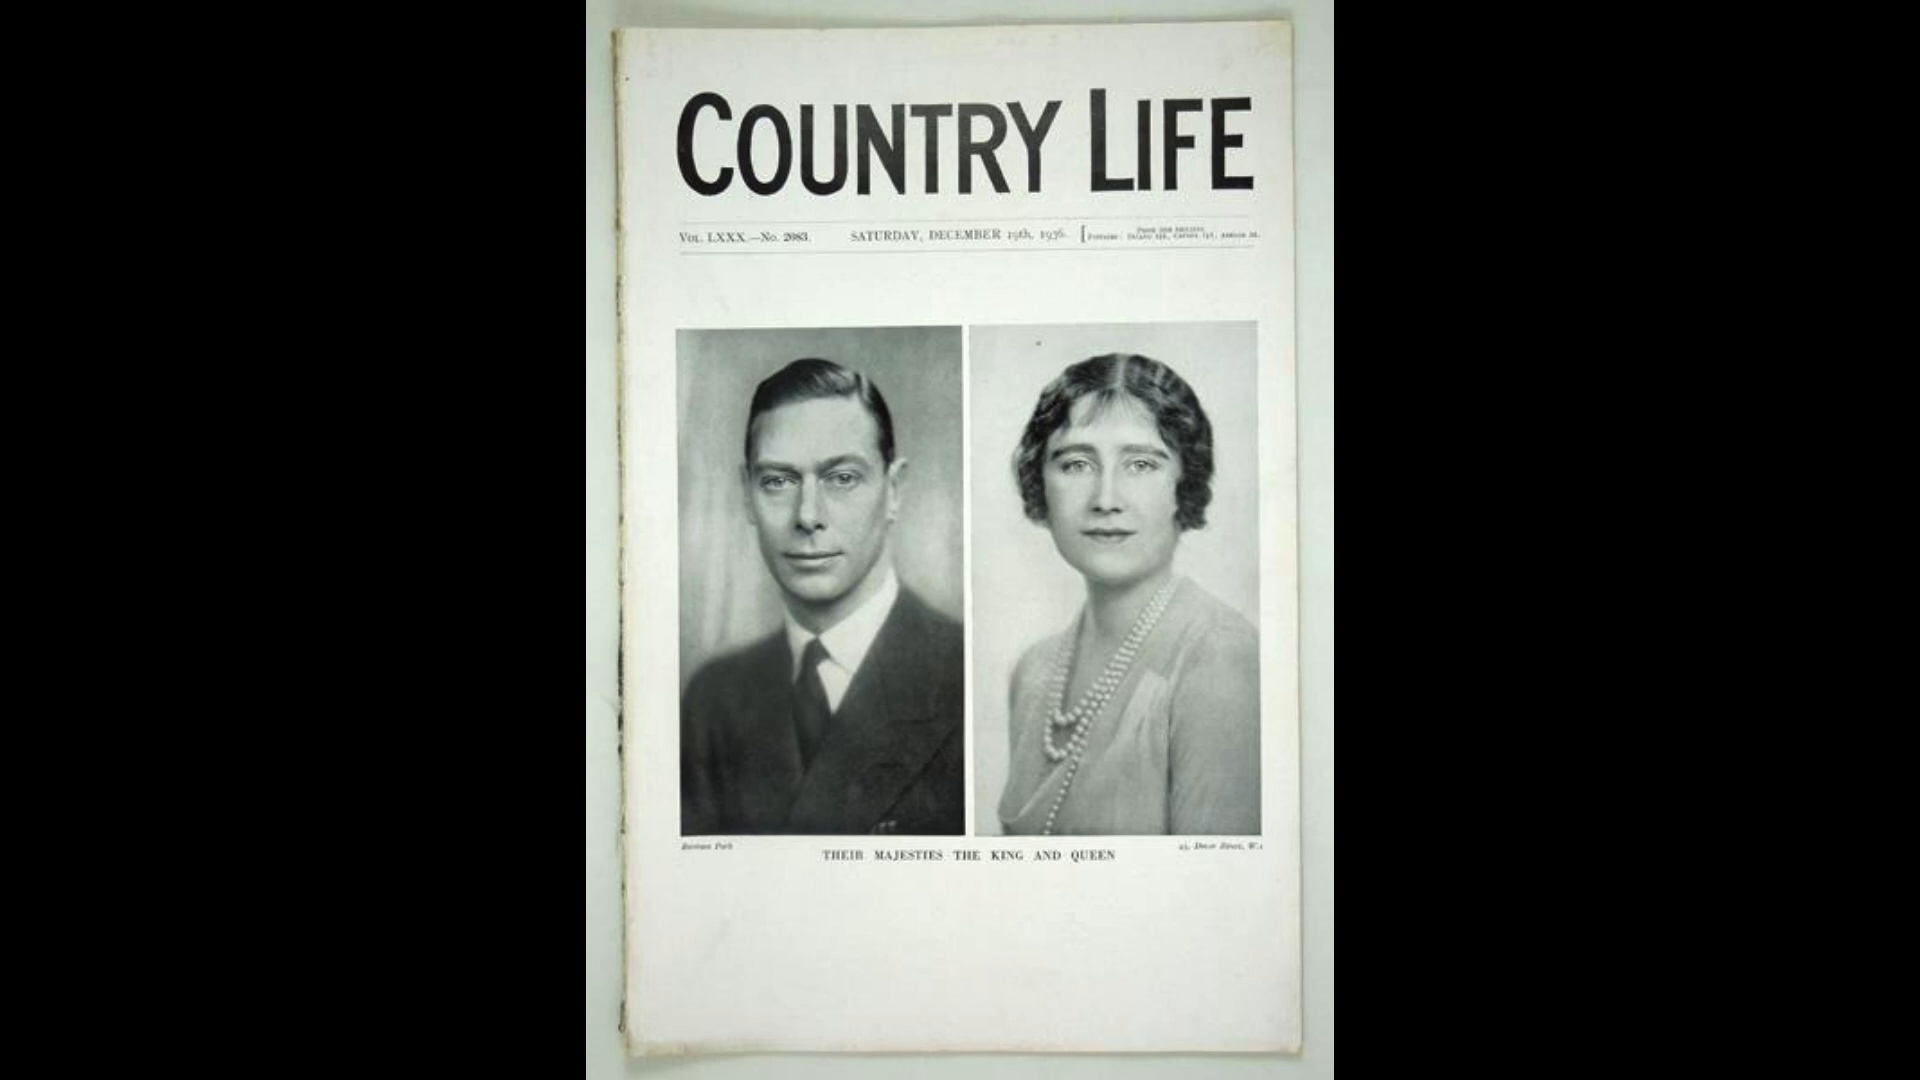 COUNTRY LIFE
VOL. LXXX.—No. 2083. SATURDAY, DECEMBER 19th, 1936.
THEIR MAJESTIES THE KING AND QUEEN